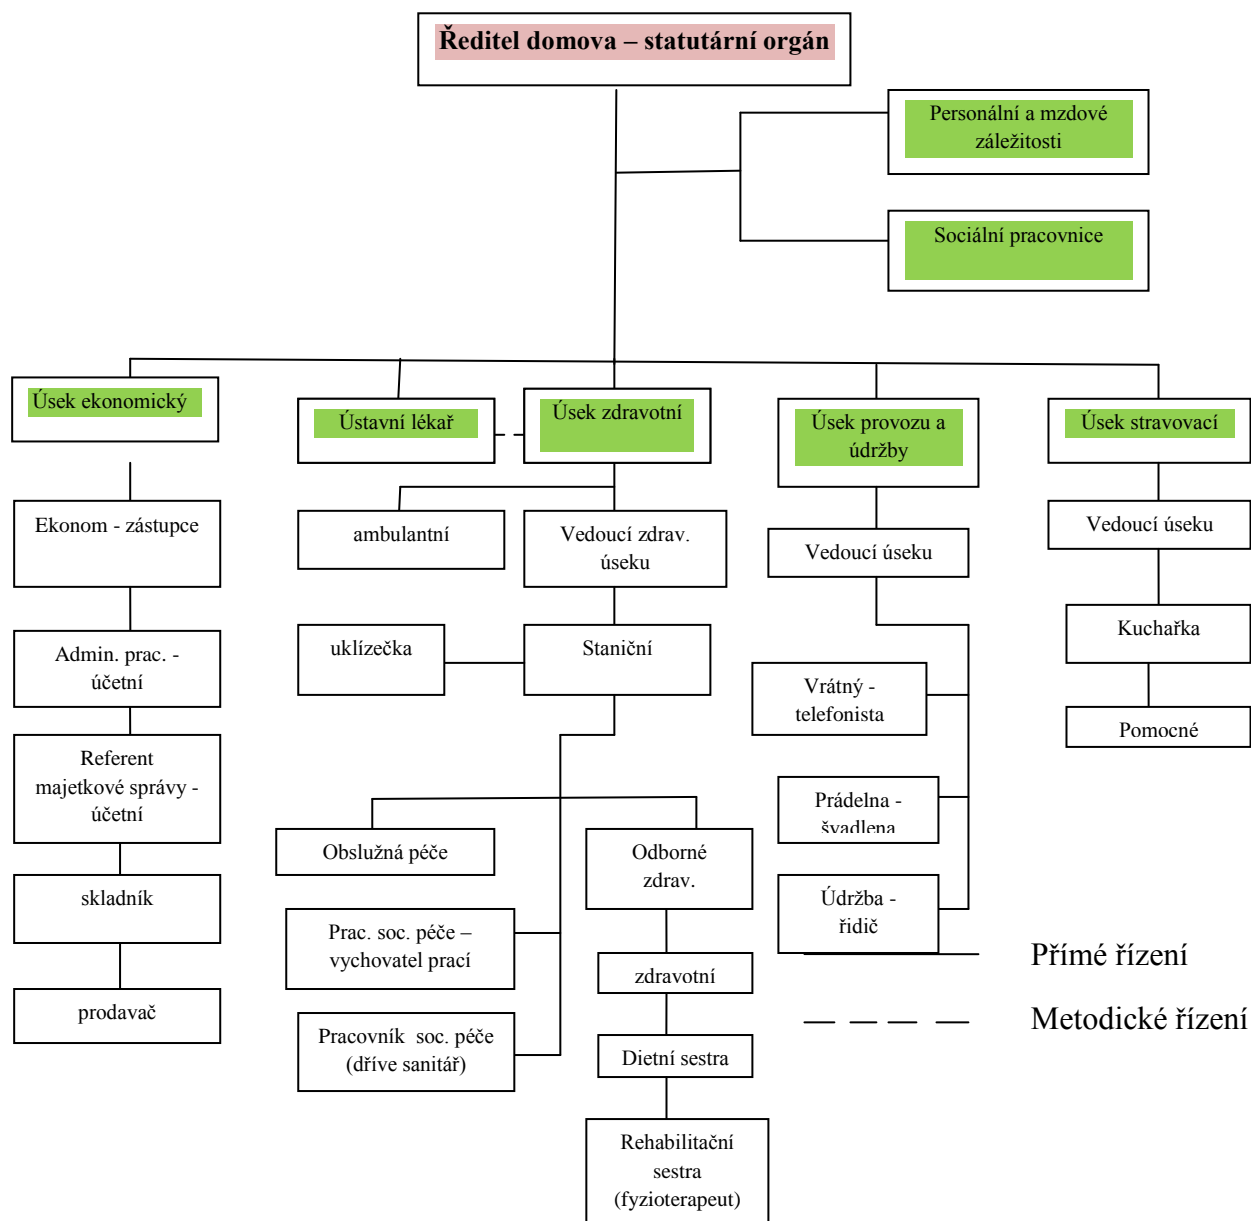 Ředitel domova – statutární orgán
Personální a mzdové
záležitosti
Sociální pracovnice
Úsek ekonomický
Ústavní lékař
Úsek zdravotní
Úsek provozu a
údržby
Úsek stravovací
Ekonom - zástupce
ambulantní
Vedoucí zdrav.
úseku
Vedoucí úseku
Vedoucí úseku
Admin. prac. -
účetní
uklízečka
Staniční
Kuchařka
Vrátný -
telefonista
Referent
majetkové správy -
účetní
Pomocné
Prádelna -
švadlena
Obslužná péče
Odborné
zdrav.
skladník
Údržba -
řidič
Prac. soc. péče –
vychovatel prací
zdravotní
Přímé řízení
prodavač
Metodické řízení
Pracovník soc. péče
(dříve sanitář)
Dietní sestra
Rehabilitační
sestra
(fyzioterapeut)